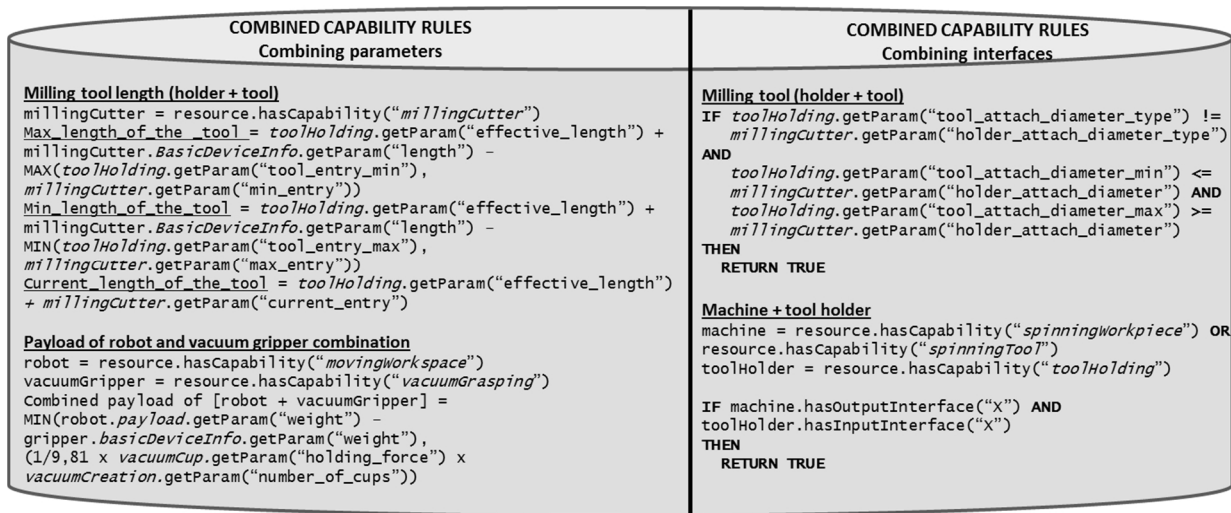 COMBINED CAPABILITY RULES
Combining parameters
Milling tool length (holder + tool)
millingCutter = resource.hasCapability(“millingCutter”)
Max_length_of_the _tool = toolHolding.getParam(“effective_length”) +
millingCutter.BasicDeviceInfo.getParam(“length”) –
MAX(toolHolding.getParam(“tool_entry_min”),
millingCutter.getParam(“min_entry”))
Min_length_of_the_tool = toolHolding.getParam(“effective_length”) +
millingCutter.BasicDeviceInfo.getParam(“length”) –
MIN(toolHolding.getParam(“tool_entry_max”),
millingCutter.getParam(“max_entry”))
Current_length_of_the_tool = toolHolding.getParam(“effective_length”)
+ millingCutter.getParam(“current_entry”)
Payload of robot and vacuum gripper combination
robot = resource.hasCapability(“movingWorkspace”)
vacuumGripper = resource.hasCapability(“vacuumGrasping”)
Combined payload of [robot + vacuumGripper] =
MIN(robot.payload.getParam(“weight”) –
gripper.basicDeviceInfo.getParam(“weight”),
(1/9,81 x vacuumCup.getParam(“holding_force”) x
vacuumCreation.getParam(“number_of_cups”))
COMBINED CAPABILITY RULES
Combining interfaces
Milling tool (holder + tool)
IF toolHolding.getParam(“tool_attach_diameter_type”) !=
millingCutter.getParam(“holder_attach_diameter_type”)
AND
toolHolding.getParam(“tool_attach_diameter_min”) <=
millingCutter.getParam(“holder_attach_diameter”) AND
toolHolding.getParam(“tool_attach_diameter_max”) >=
millingCutter.getParam(“holder_attach_diameter”)
THEN
RETURN TRUE
Machine + tool holder
machine = resource.hasCapability(“spinningWorkpiece”) OR
resource.hasCapability(“spinningTool”)
toolHolder = resource.hasCapability(“toolHolding”)
IF machine.hasOutputInterface(“X”) AND
toolHolder.hasInputInterface(“X”)
THEN
RETURN TRUE